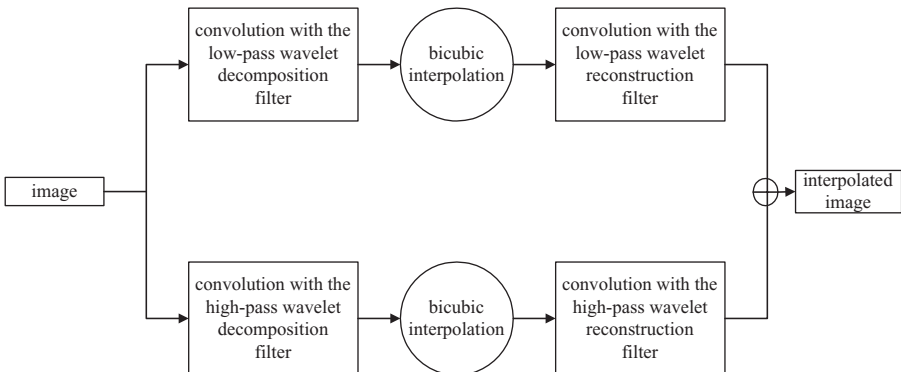 image
convolution with the
low-pass wavelet
decomposition
filter
bicubic
interpolation
convolution with the
low-pass wavelet
reconstruction
filter
convolution with the
high-pass wavelet
decomposition
filter
bicubic
interpolation
convolution with the
high-pass wavelet
reconstruction
filter
interpolated
image